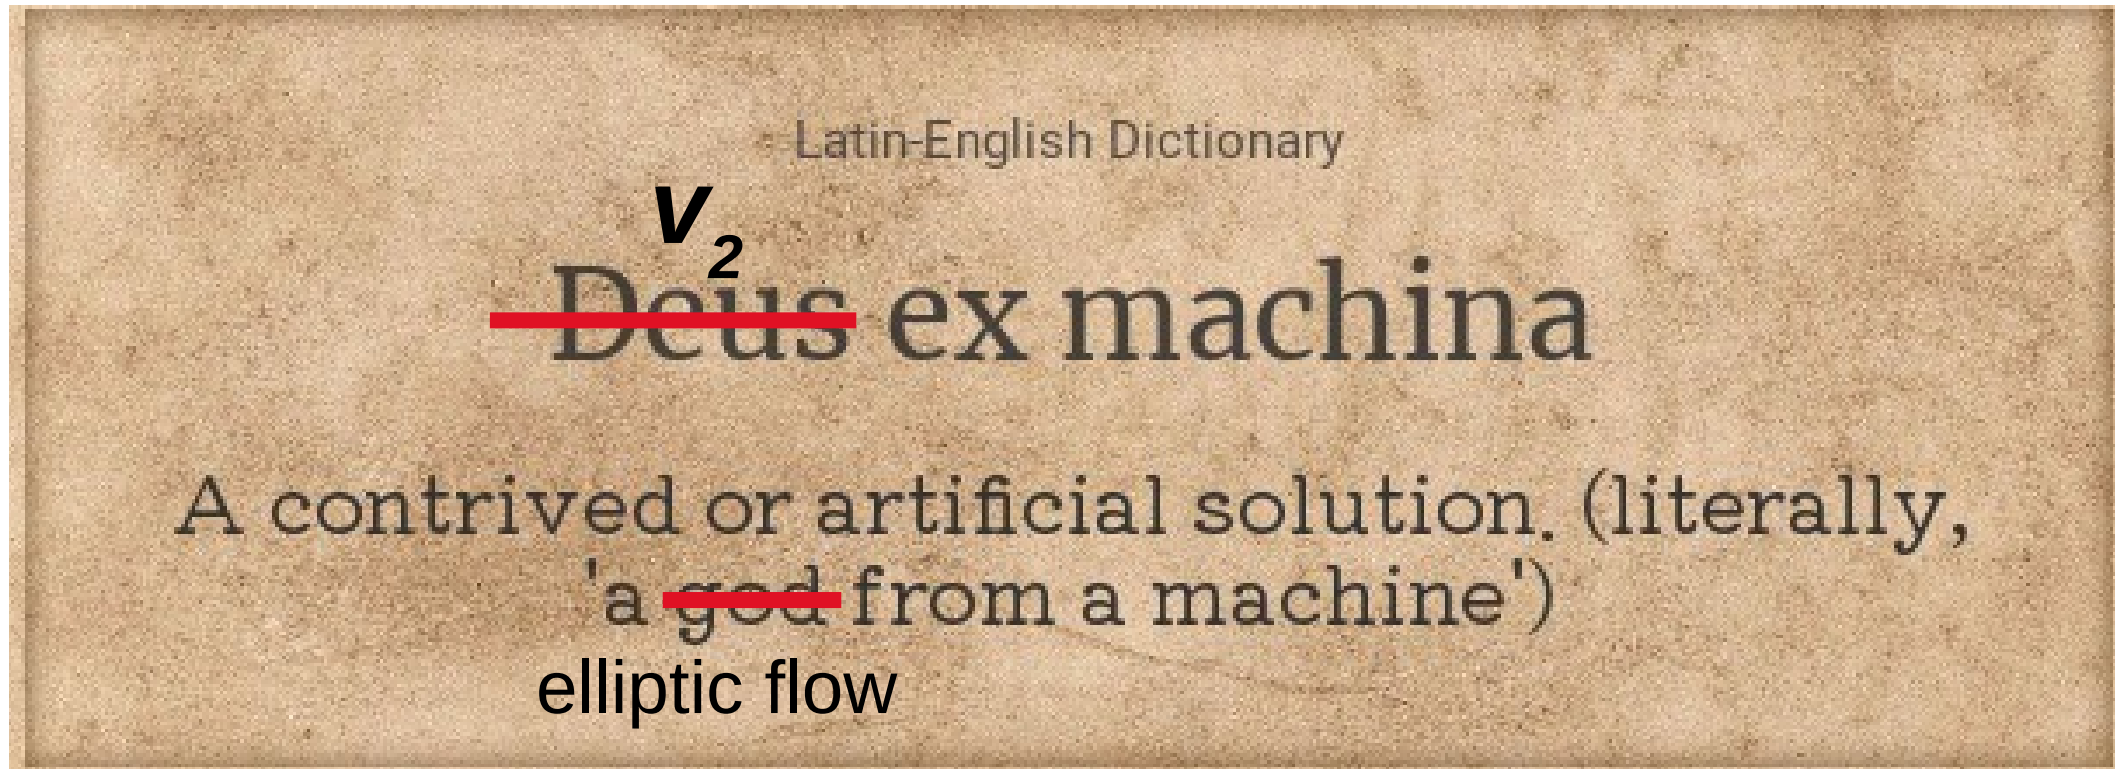 Latin-English Dictionary
v2
Deus ex machina
A contrived or artificial solution. (literally,
'a god from a machine')
elliptic flow